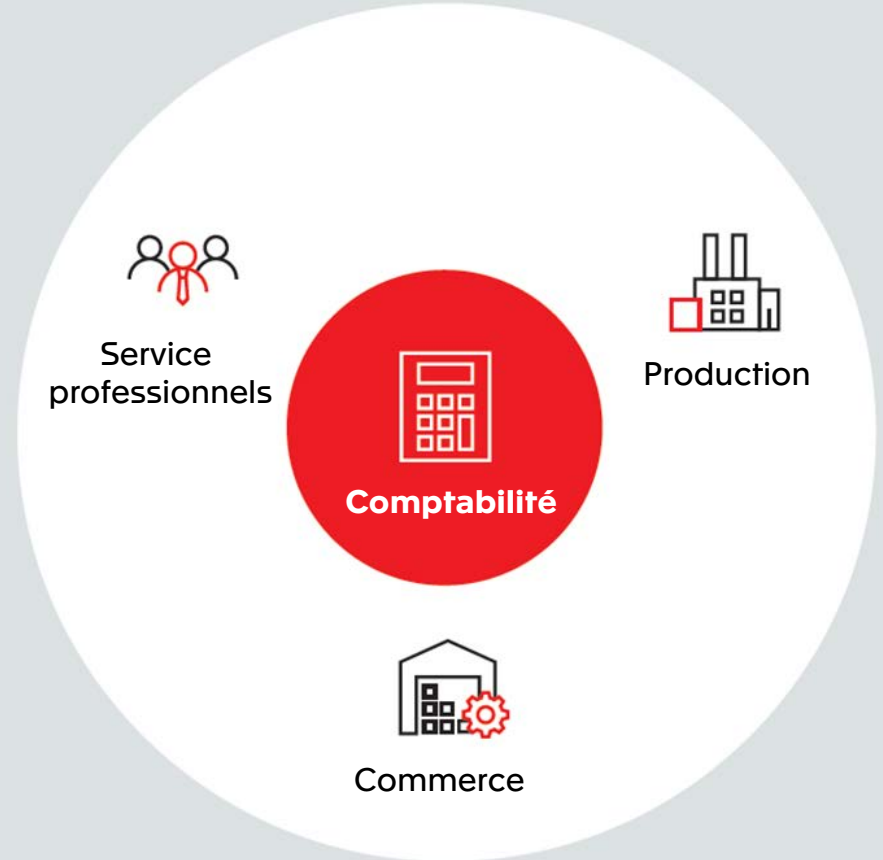 Service
professionnels
Production
Comptabilité
Commerce